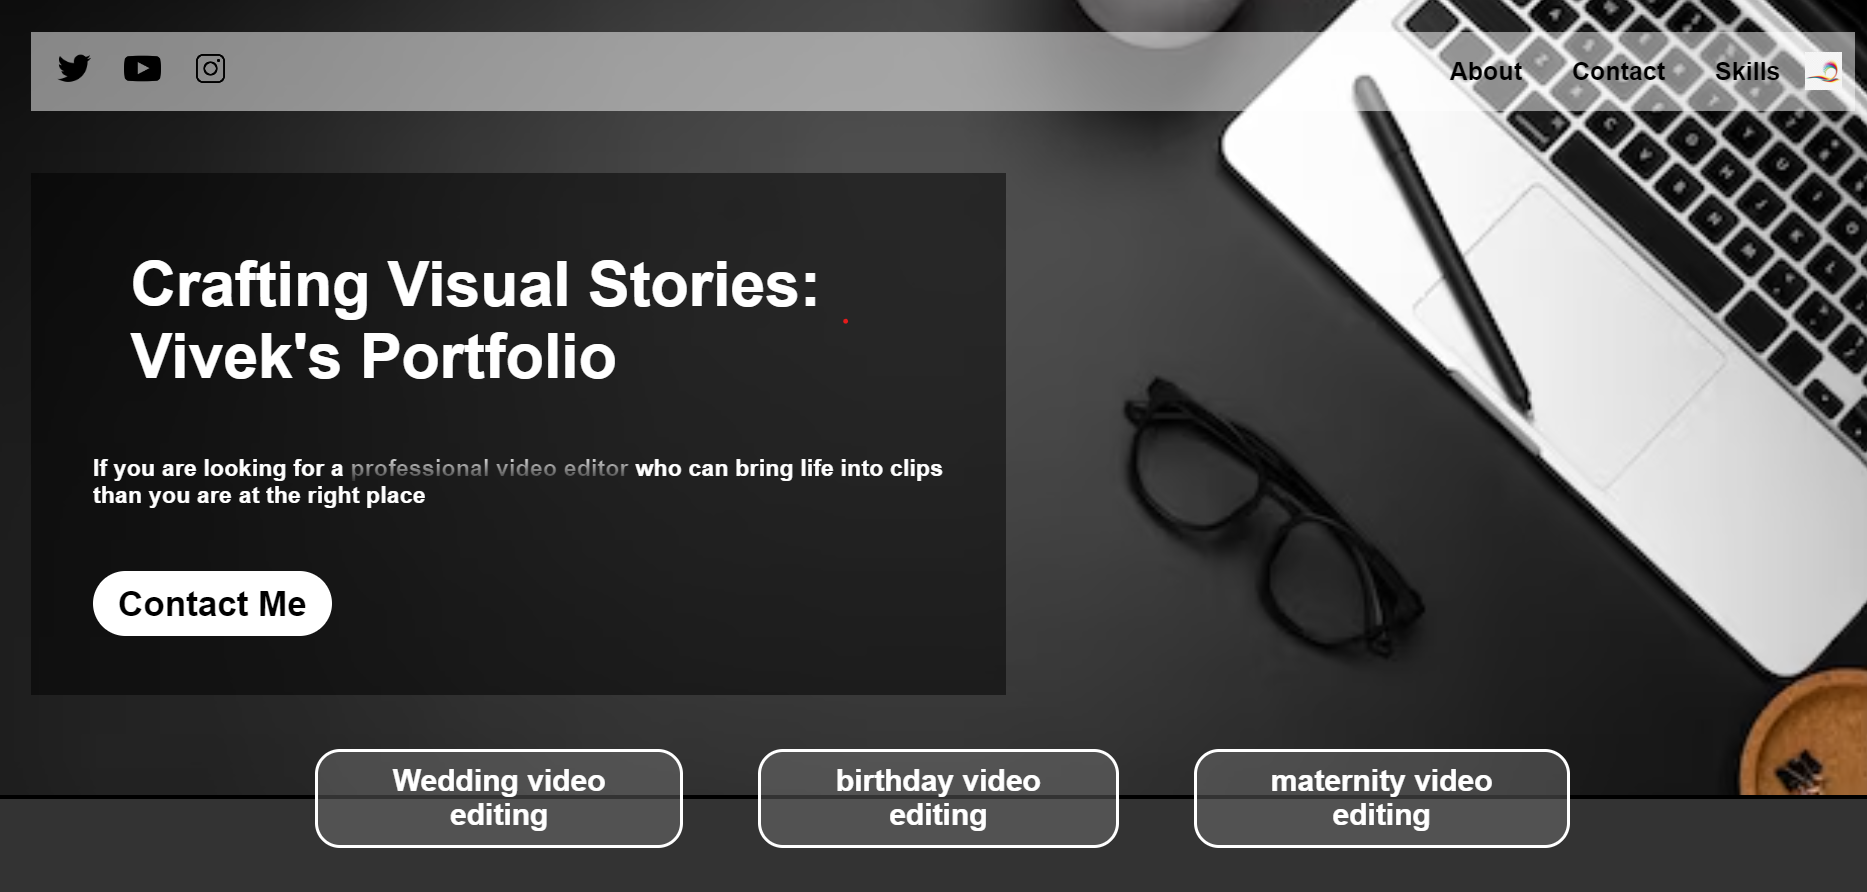 About Contact Skills
Crafting Visual Stories:
Vivek's Portfolio
If you are looking for a professional video editor who can bring life into clips
than you are at the right place
Contact Me
Wedding video
editing
birthday video
editing
maternity video
editing